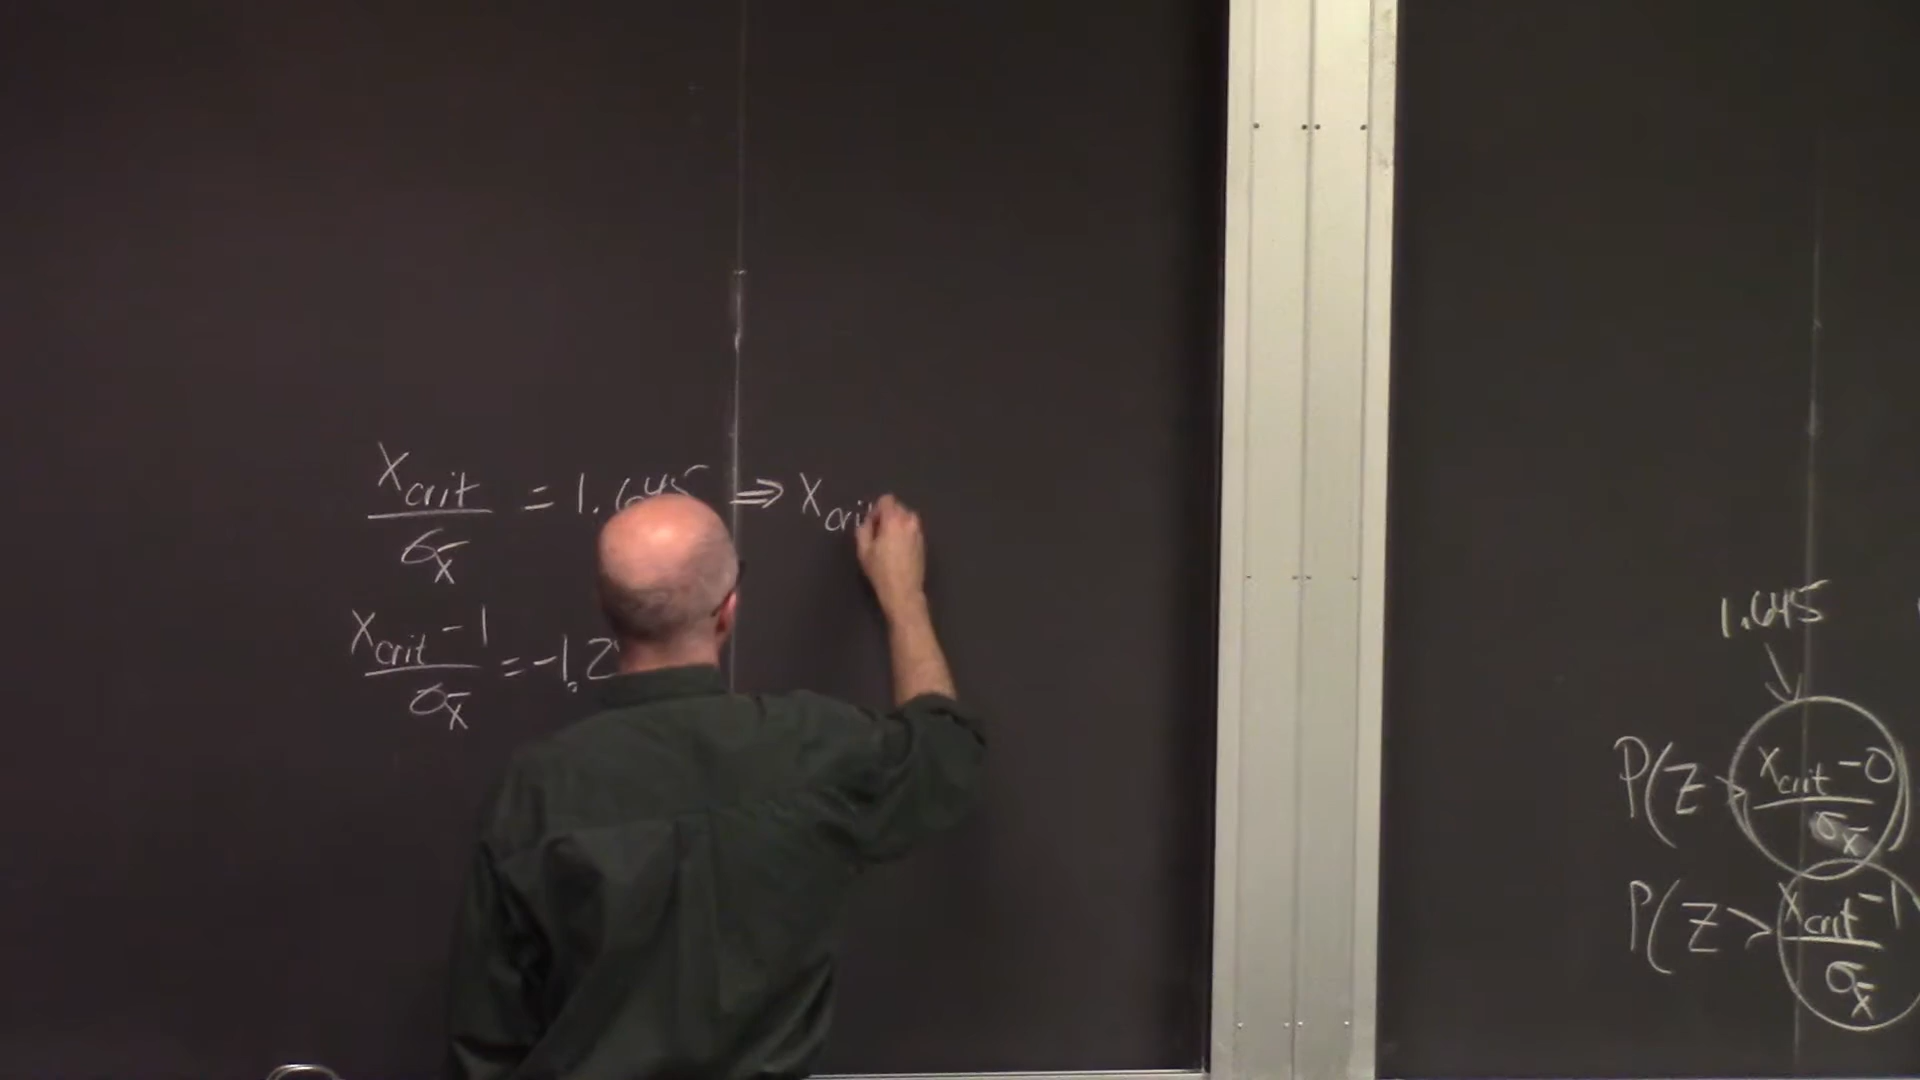 x_crit / σ_x̄ = 1.645 ⇒ x_crit
(x_crit - 1) / σ_x̄ = -1.2
1.645
P(Z > (x_crit - 0) / σ_x̄)
P(Z > (x_crit - 1) / σ_x̄